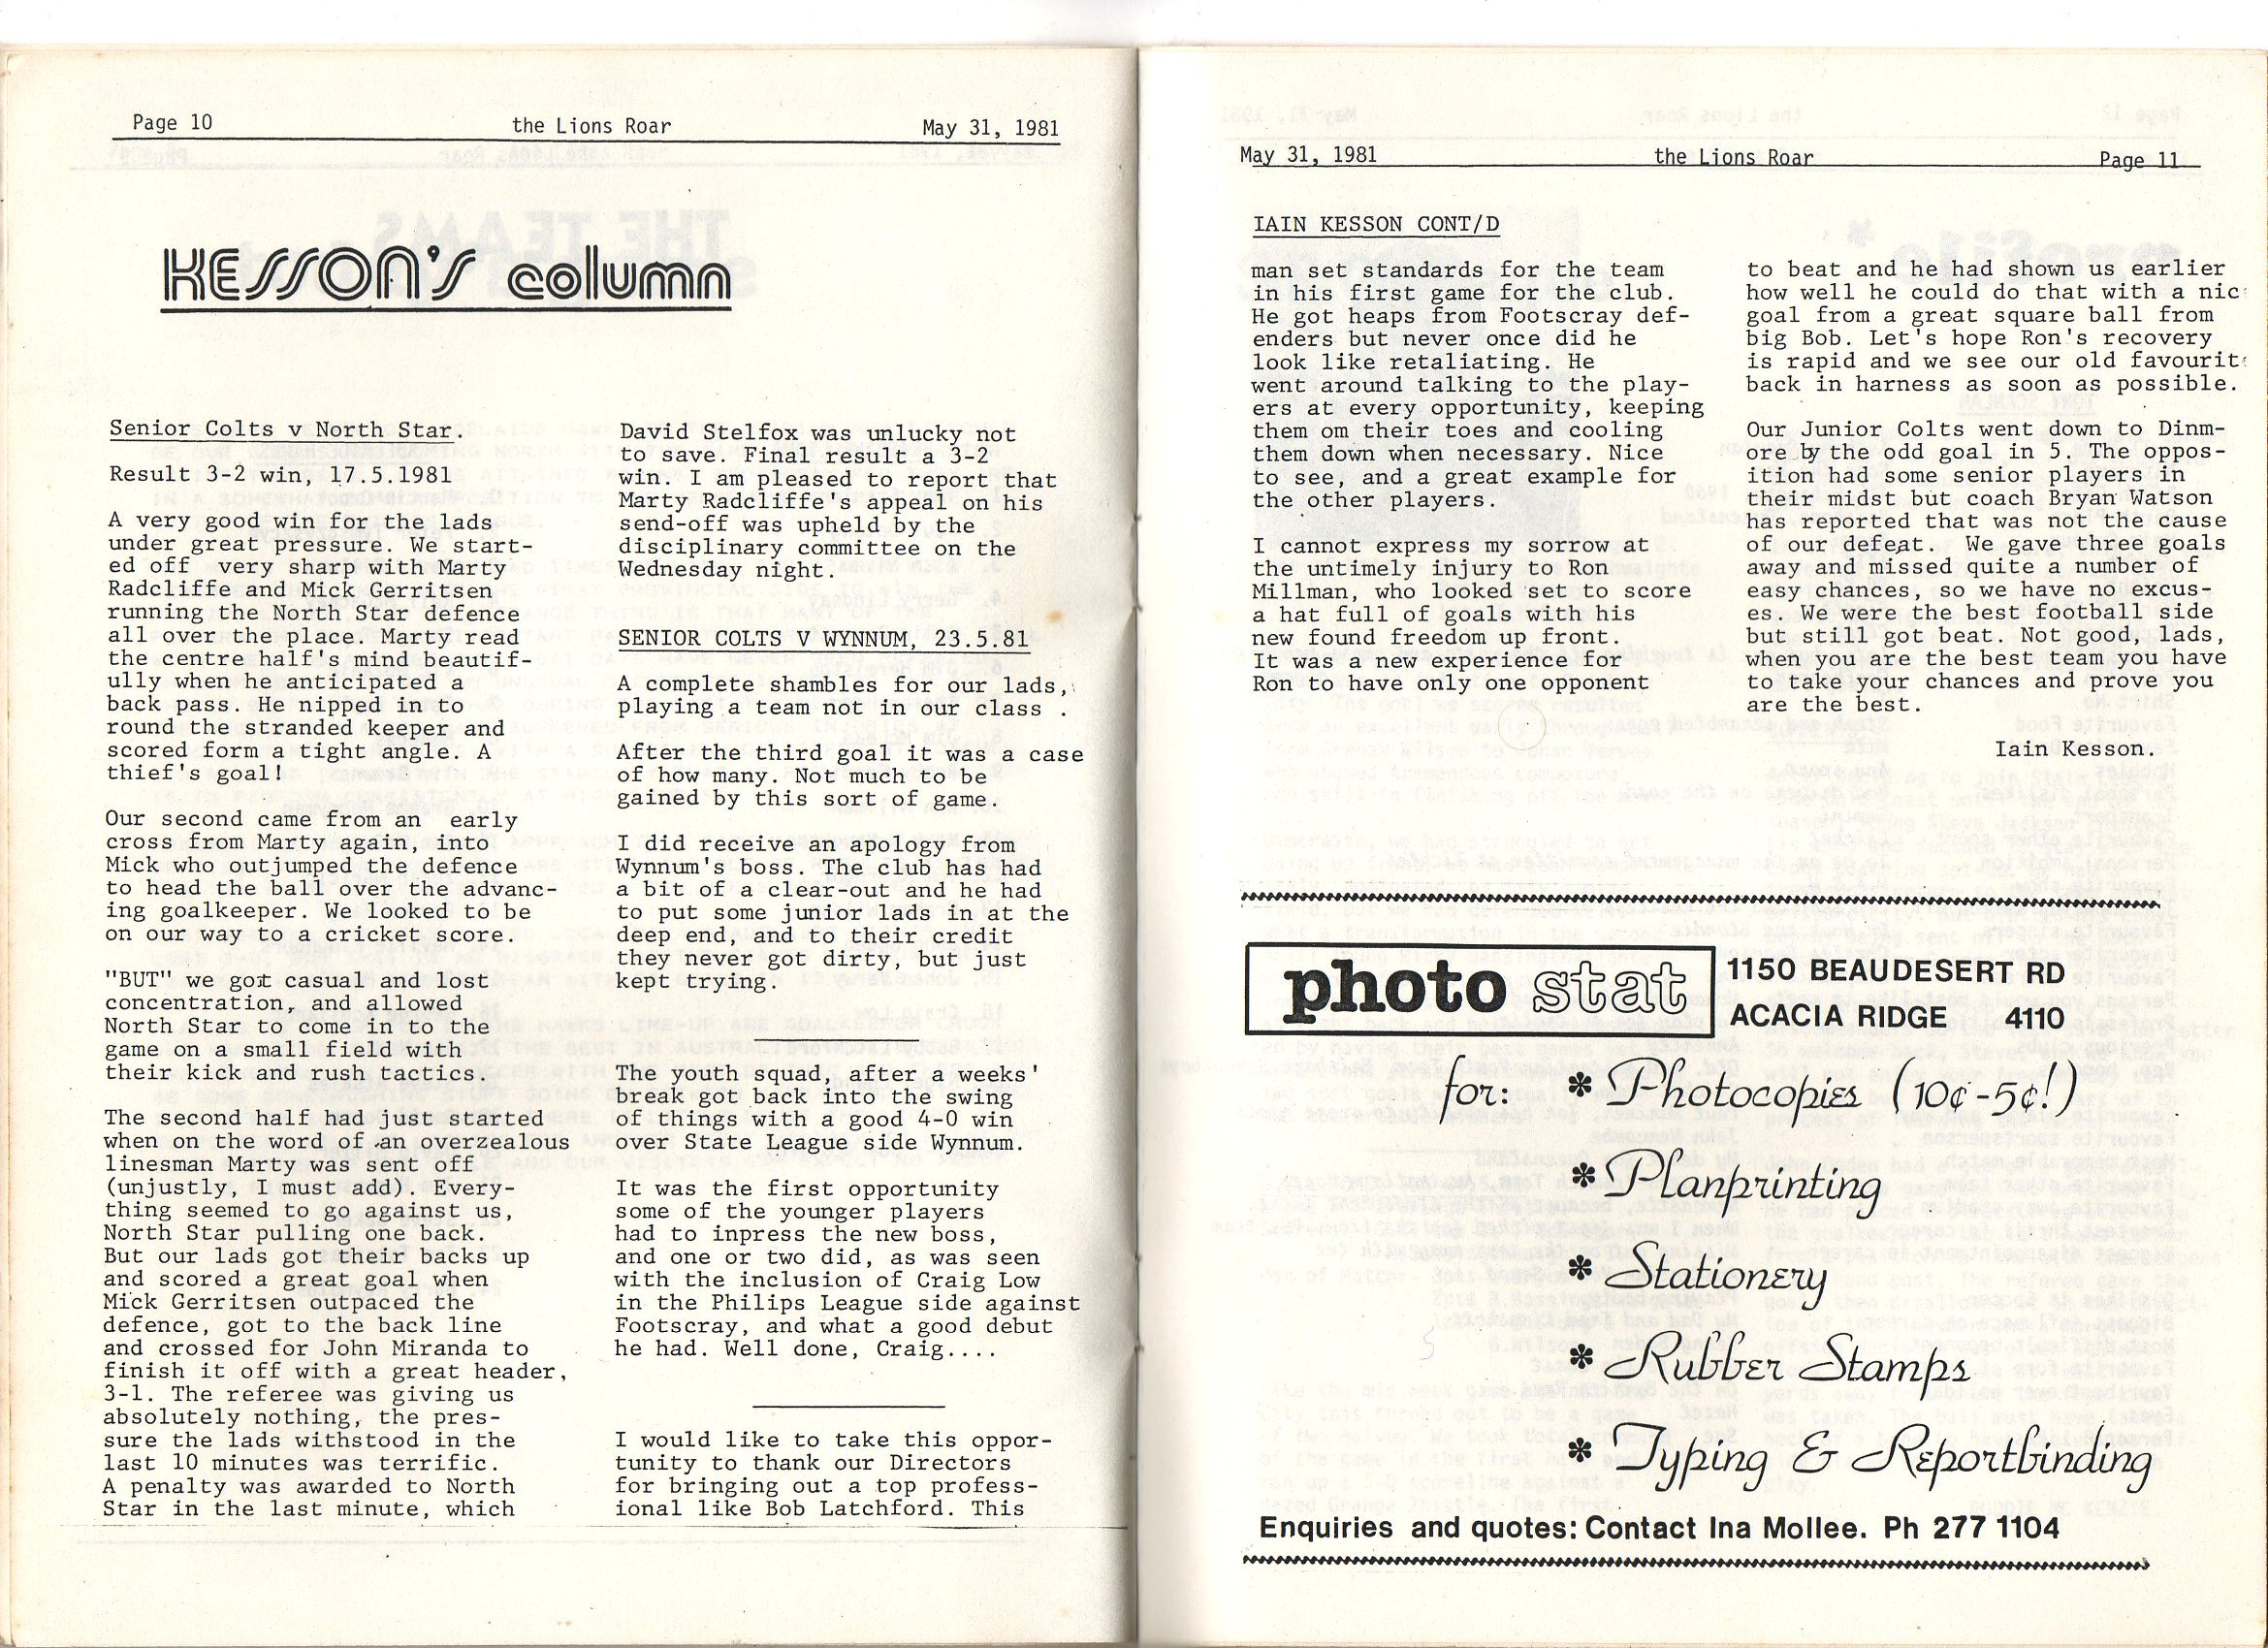 Page 10 the Lions Roar May 31, 1981
KESSON'S column
Senior Colts v North Star.
Result 3-2 win, 17.5.1981
A very good win for the lads
under great pressure. We start-
ed off very sharp with Marty
Radcliffe and Mick Gerritsen
running the North Star defence
all over the place. Marty read
the centre half's mind beautif-
ully when he anticipated a
back pass. He nipped in to
round the stranded keeper and
scored form a tight angle. A
thief's goal!
Our second came from an early
cross from Marty again, into
Mick who outjumped the defence
to head the ball over the advanc-
ing goalkeeper. We looked to be
on our way to a cricket score.
"BUT" we got casual and lost
concentration, and allowed
North Star to come in to the
game on a small field with
their kick and rush tactics.
The second half had just started
when on the word of an overzealous
linesman Marty was sent off
(unjustly, I must add). Every-
thing seemed to go against us,
North Star pulling one back.
But our lads got their backs up
and scored a great goal when
Mick Gerritsen outpaced the
defence, got to the back line
and crossed for John Miranda to
finish it off with a great header,
3-1. The referee was giving us
absolutely nothing, the pres-
sure the lads withstood in the
last 10 minutes was terrific.
A penalty was awarded to North
Star in the last minute, which
David Stelfox was unlucky not
to save. Final result a 3-2
win. I am pleased to report that
Marty Radcliffe's appeal on his
send-off was upheld by the
disciplinary committee on the
Wednesday night.
SENIOR COLTS V WYNNUM, 23.5.81
A complete shambles for our lads,
playing a team not in our class .
After the third goal it was a case
of how many. Not much to be
gained by this sort of game.
I did receive an apology from
Wynnum's boss. The club has had
a bit of a clear-out and he had
to put some junior lads in at the
deep end, and to their credit
they never got dirty, but just
kept trying.
The youth squad, after a weeks'
break got back into the swing
of things with a good 4-0 win
over State League side Wynnum.
It was the first opportunity
some of the younger players
had to inpress the new boss,
and one or two did, as was seen
with the inclusion of Craig Low
in the Philips League side against
Footscray, and what a good debut
he had. Well done, Craig....
I would like to take this oppor-
tunity to thank our Directors
for bringing out a top profess-
ional like Bob Latchford. This
May 31, 1981 the Lions Roar Page 11
IAIN KESSON CONT/D
man set standards for the team
in his first game for the club.
He got heaps from Footscray def-
enders but never once did he
look like retaliating. He
went around talking to the play-
ers at every opportunity, keeping
them om their toes and cooling
them down when necessary. Nice
to see, and a great example for
the other players.
I cannot express my sorrow at
the untimely injury to Ron
Millman, who looked set to score
a hat full of goals with his
new found freedom up front.
It was a new experience for
Ron to have only one opponent
to beat and he had shown us earlier
how well he could do that with a nic
goal from a great square ball from
big Bob. Let's hope Ron's recovery
is rapid and we see our old favourit
back in harness as soon as possible.
Our Junior Colts went down to Dinm-
ore by the odd goal in 5. The oppos-
ition had some senior players in
their midst but coach Bryan Watson
has reported that was not the cause
of our defeat. We gave three goals
away and missed quite a number of
easy chances, so we have no excus-
es. We were the best football side
but still got beat. Not good, lads,
when you are the best team you have
to take your chances and prove you
are the best.
Iain Kesson.
photo stat
1150 BEAUDESERT RD
ACACIA RIDGE 4110
for: * Photocopies (10¢-5¢!)
* Planprinting
* Stationery
* Rubber Stamps
* Typing & Reportbinding
Enquiries and quotes: Contact Ina Mollee. Ph 277 1104